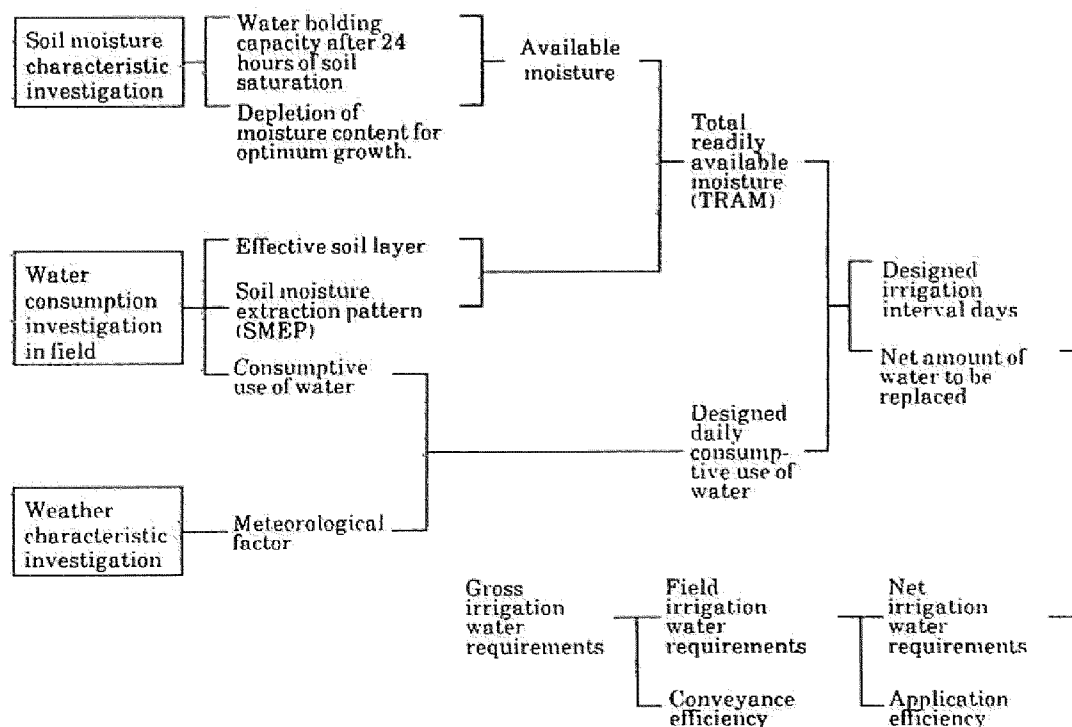 Soil moisture
characteristic
investigation
Water holding
capacity after 24
hours of soil
saturation
Depletion of
moisture content for
optimum growth.
Available
moisture
Total
readily
available
moisture
(TRAM)
Water
consumption
investigation
in field
Effective soil layer
Soil moisture
extraction pattern
(SMEP)
Consumptive
use of water
Designed
irrigation
interval days
Net amount of
water to be
replaced
Designed
daily
consump-
tive use of
water
Weather
characteristic
investigation
Meteorological
factor
Gross
irrigation
water
requirements
Field
irrigation
water
requirements
Net
irrigation
water
requirements
Conveyance
efficiency
Application
efficiency